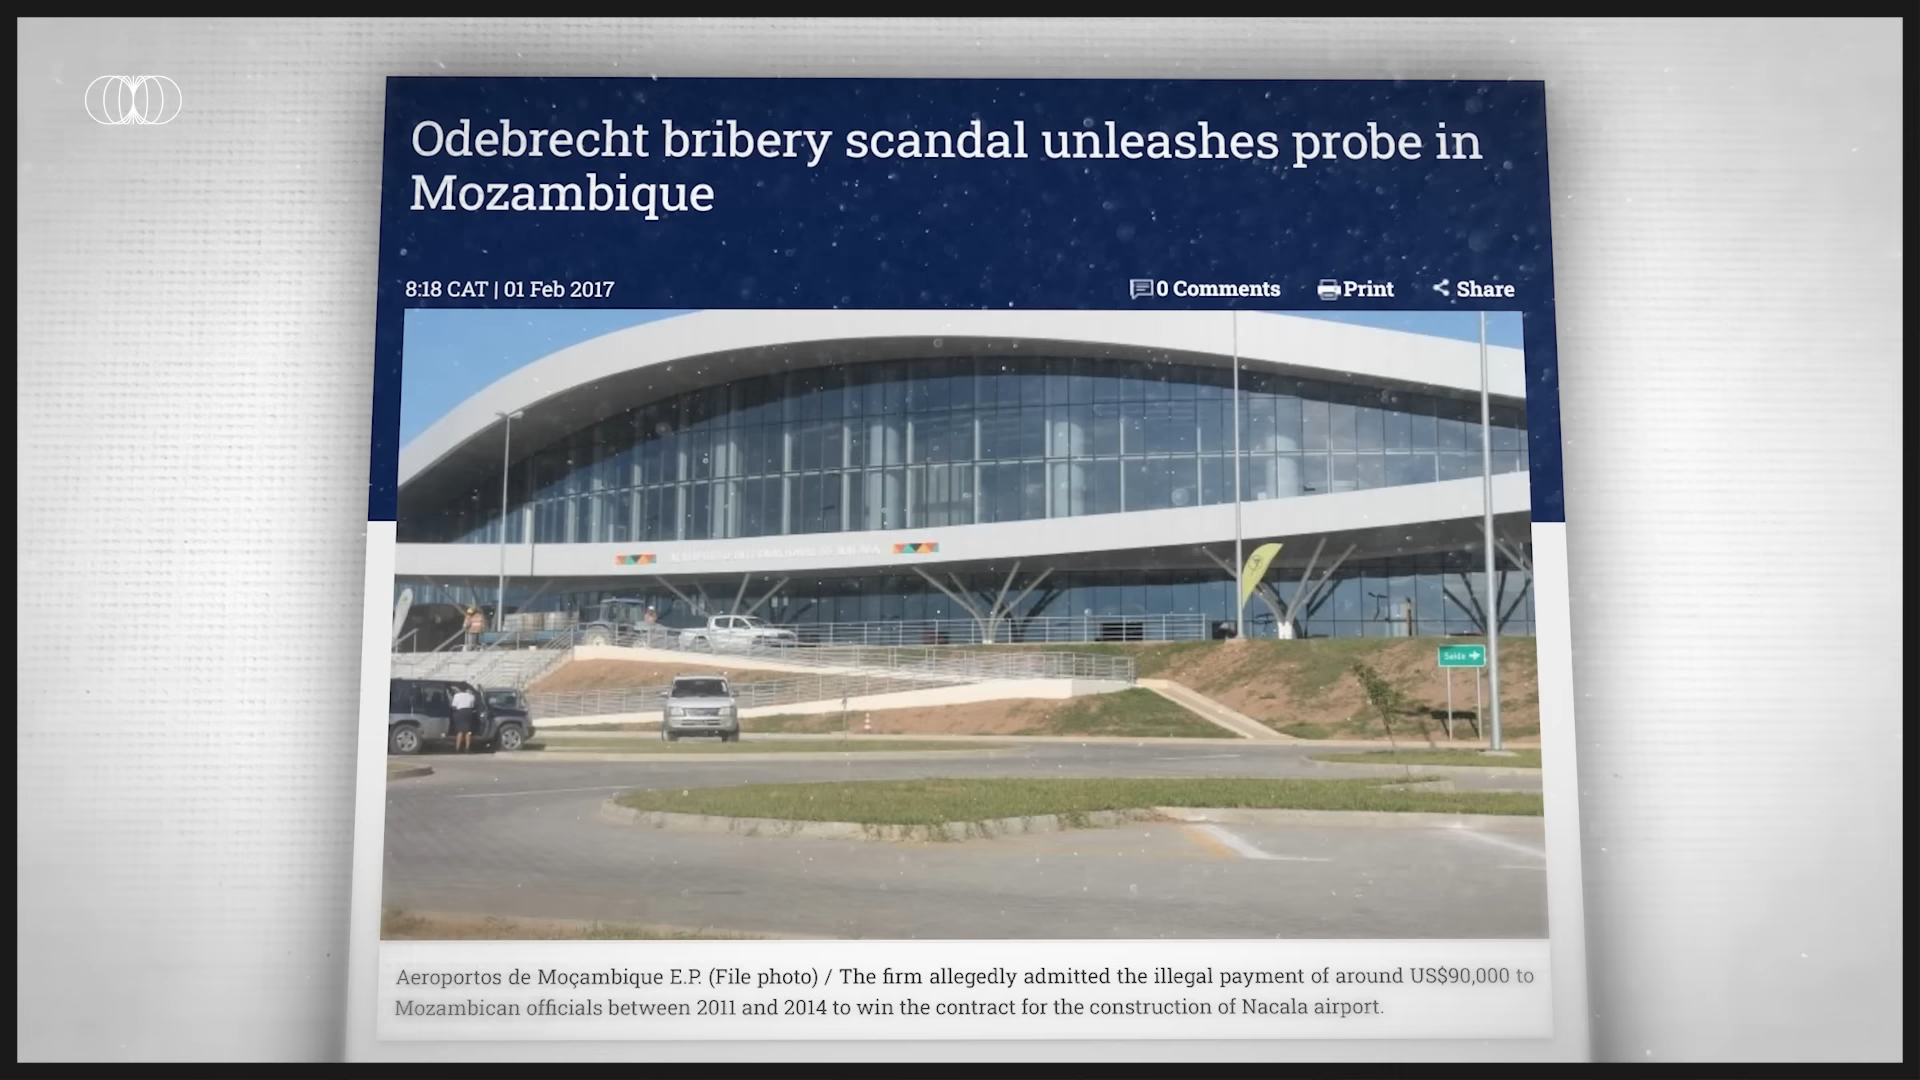 Odebrecht bribery scandal unleashes probe in
Mozambique
8:18 CAT | 01 Feb 2017
0 Comments
Print
Share
Saída
Aeroportos de Moçambique E.P. (File photo) / The firm allegedly admitted the illegal payment of around US$90,000 to
Mozambican officials between 2011 and 2014 to win the contract for the construction of Nacala airport.